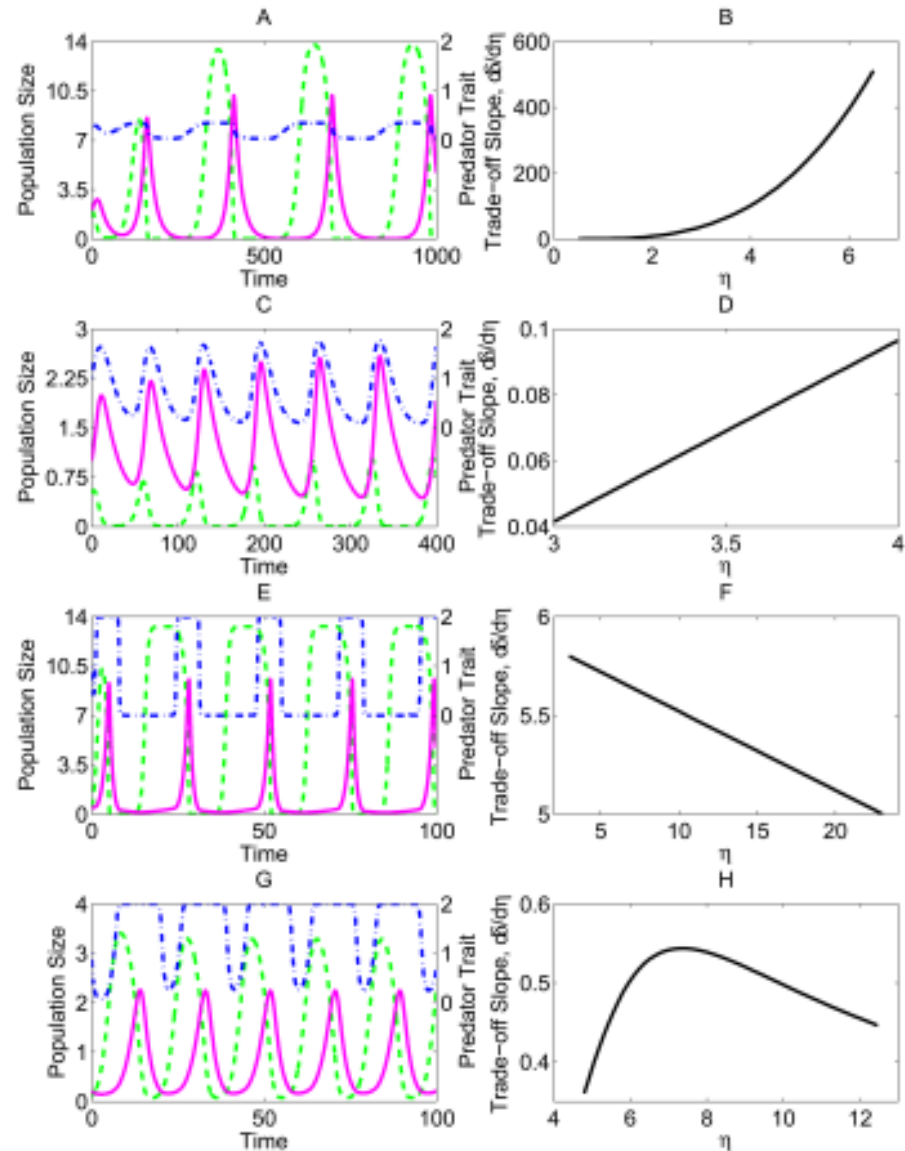 A
14
10.5
7
3.5
0
Population Size
0
500
1000
Time
2
1
0
Predator Trait
B
600
400
200
0
Trade-off Slope, dδ/dη
0
2
4
6
η
C
3
2.25
1.5
0.75
0
Population Size
0
100
200
300
400
Time
2
1
0
Predator Trait
D
0.1
0.08
0.06
0.04
Trade-off Slope, dδ/dη
3
3.5
4
η
E
14
10.5
7
3.5
0
Population Size
0
50
100
Time
2
1
0
Predator Trait
F
6
5.5
5
Trade-off Slope, dδ/dη
5
10
15
20
η
G
4
3
2
1
0
Population Size
0
50
100
Time
2
1
0
Predator Trait
H
0.6
0.5
0.4
Trade-off Slope, dδ/dη
4
6
8
10
12
η